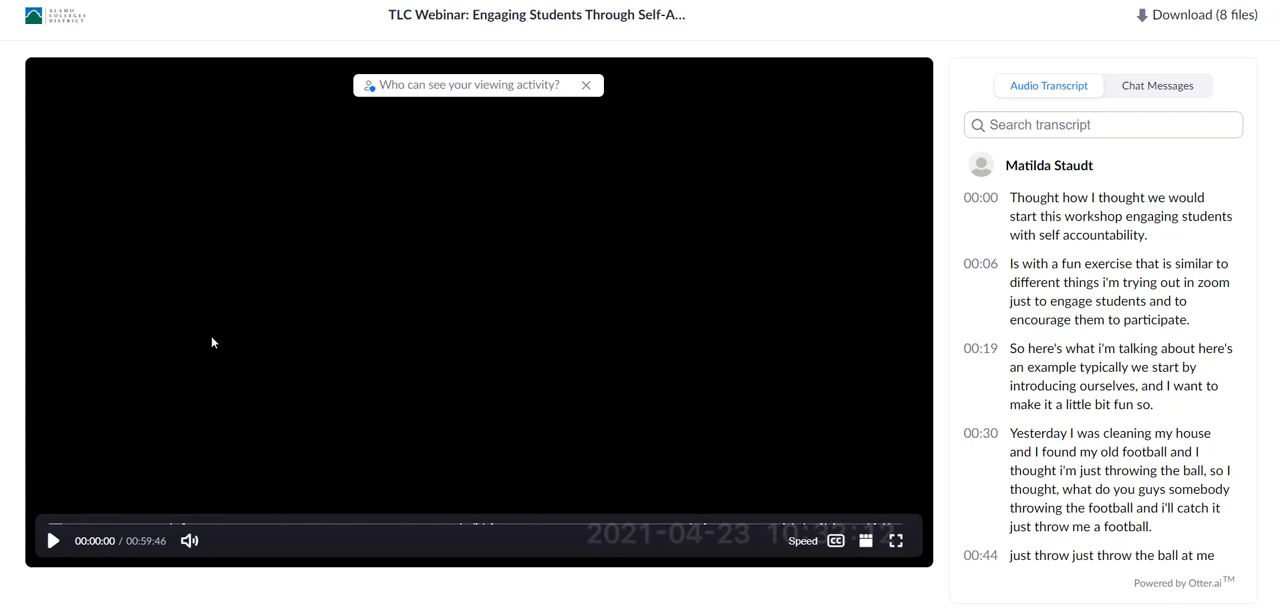 ALAMO
COLLEGES
DISTRICT
TLC Webinar: Engaging Students Through Self-A...
Download (8 files)
Who can see your viewing activity?
Audio Transcript
Chat Messages
Search transcript
Matilda Staudt
00:00 Thought how I thought we would
start this workshop engaging students
with self accountability.
00:06 Is with a fun exercise that is similar to
different things i'm trying out in zoom
just to engage students and to
encourage them to participate.
00:19 So here's what i'm talking about here's
an example typically we start by
introducing ourselves, and I want to
make it a little bit fun so.
00:30 Yesterday I was cleaning my house
and I found my old football and I
thought i'm just throwing the ball, so I
thought, what do you guys somebody
throwing the football and i'll catch it
just throw me a football.
00:44 just throw just throw the ball at me
Powered by Otter.ai TM
2021-04-23
00:00:00 / 00:59:46
Speed
CC